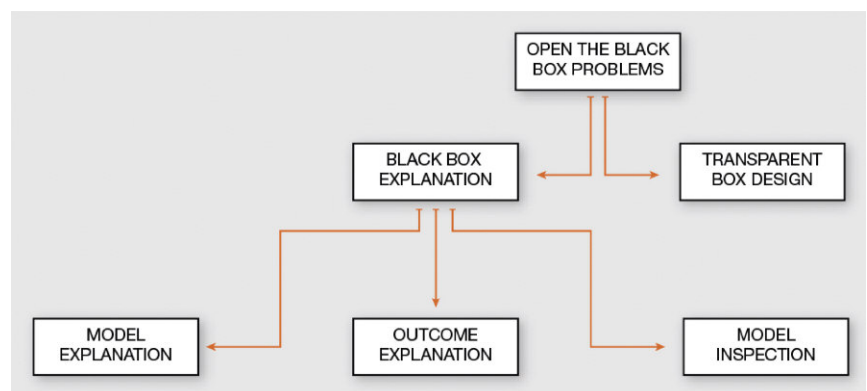 OPEN THE BLACK
BOX PROBLEMS
BLACK BOX
EXPLANATION
TRANSPARENT
BOX DESIGN
MODEL
EXPLANATION
OUTCOME
EXPLANATION
MODEL
INSPECTION